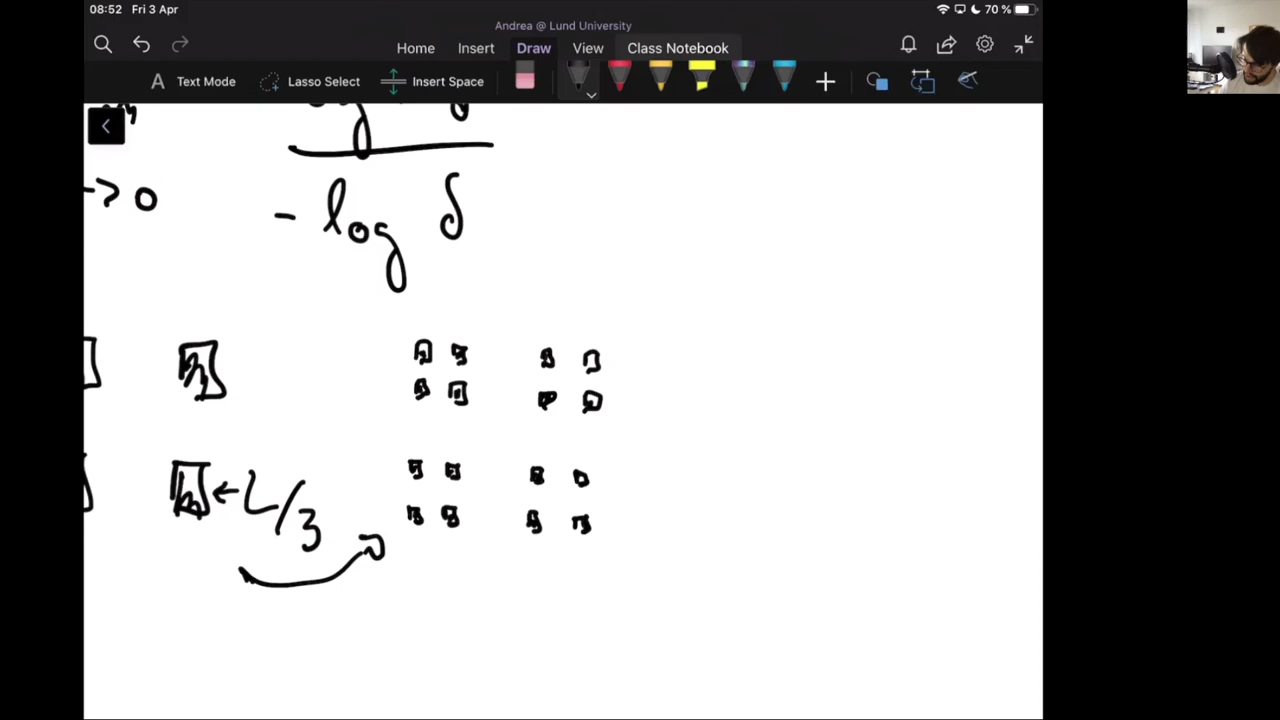 08:52 Fri 3 Apr
70 %
Andrea @ Lund University
Home Insert Draw View Class Notebook
A Text Mode Lasso Select Insert Space
-> 0
- log δ
← L/3